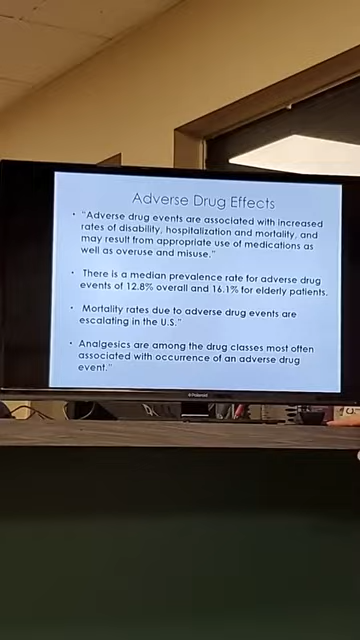 Adverse Drug Effects
• "Adverse drug events are associated with increased
rates of disability, hospitalization and mortality, and
may result from appropriate use of medications as
well as overuse and misuse."
• There is a median prevalence rate for adverse drug
events of 12.8% overall and 16.1% for elderly patients.
• Mortality rates due to adverse drug events are
escalating in the U.S."
• Analgesics are among the drug classes most often
associated with occurrence of an adverse drug
event."
Polaroid